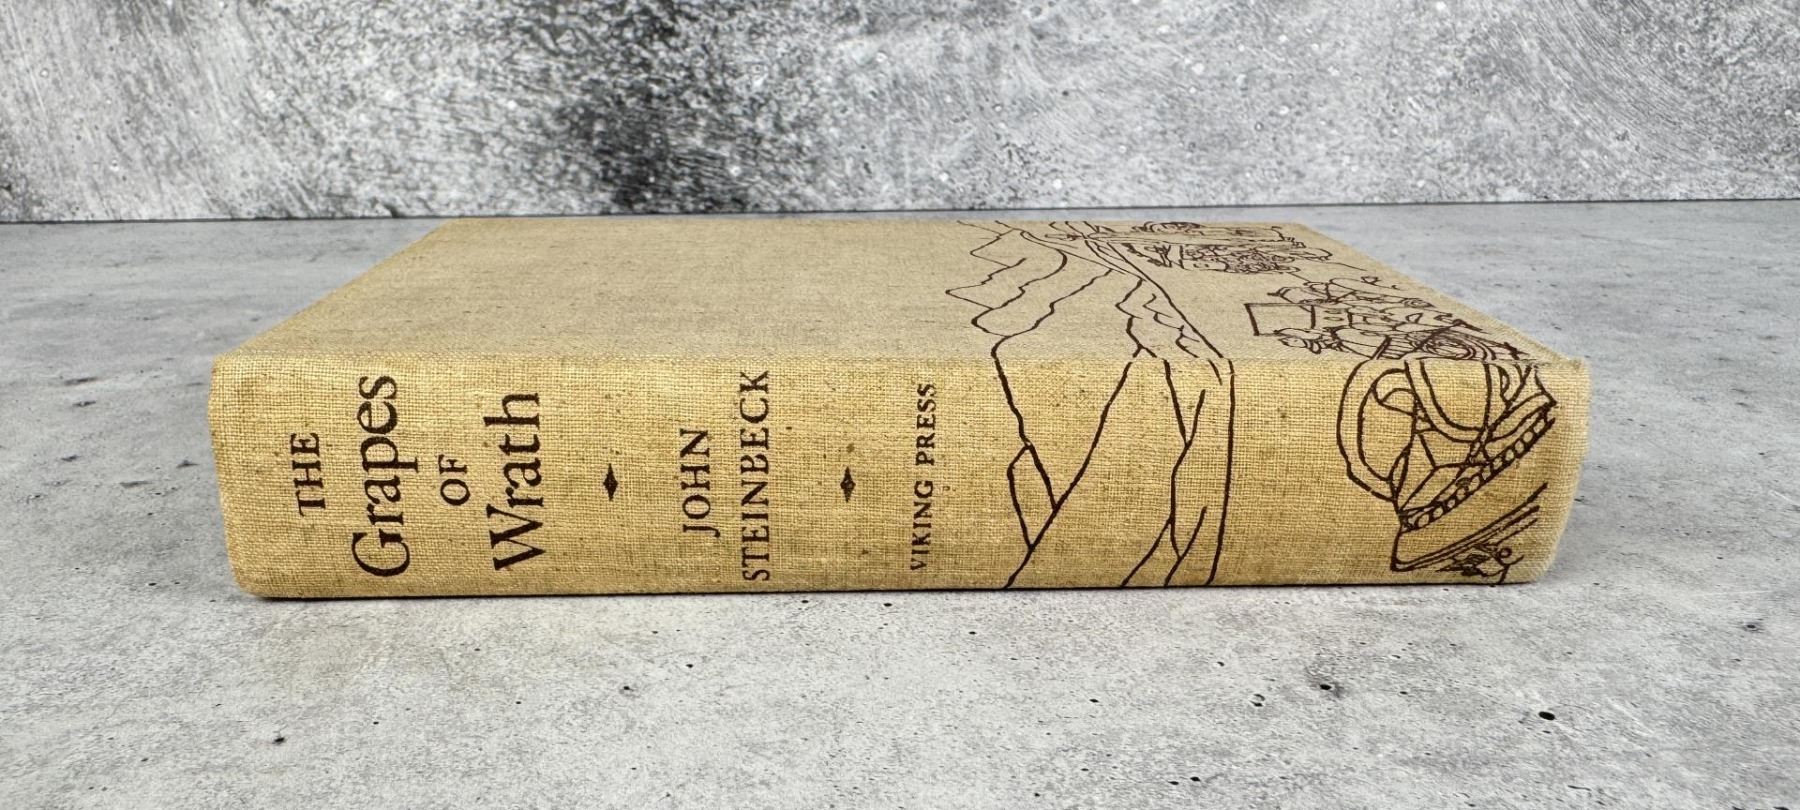 THE
Grapes
OF
Wrath
JOHN
STEINBECK
VIKING PRESS